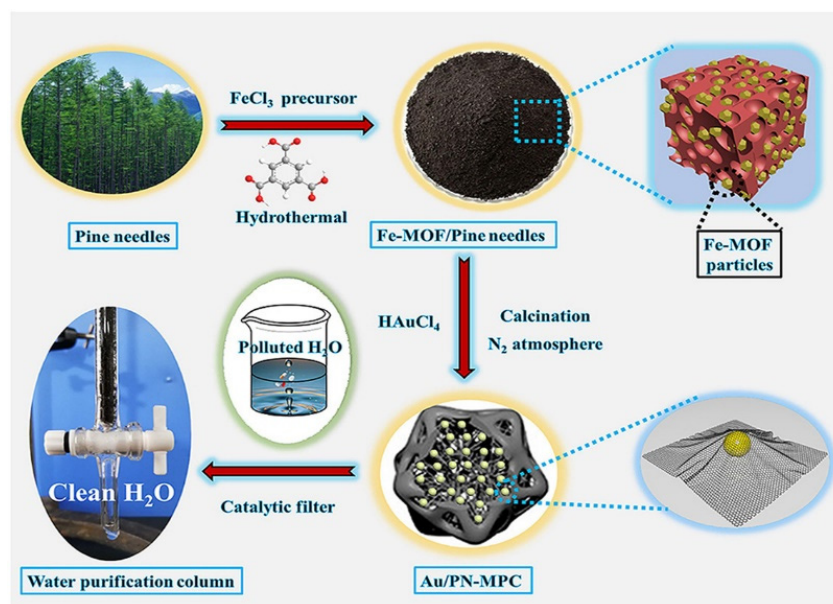 FeCl₃ precursor
Hydrothermal
Pine needles
Fe-MOF/Pine needles
Fe-MOF
particles
HAuCl₄
Calcination
N₂ atmosphere
Polluted H₂O
Clean H₂O
Catalytic filter
Water purification column
Au/PN-MPC